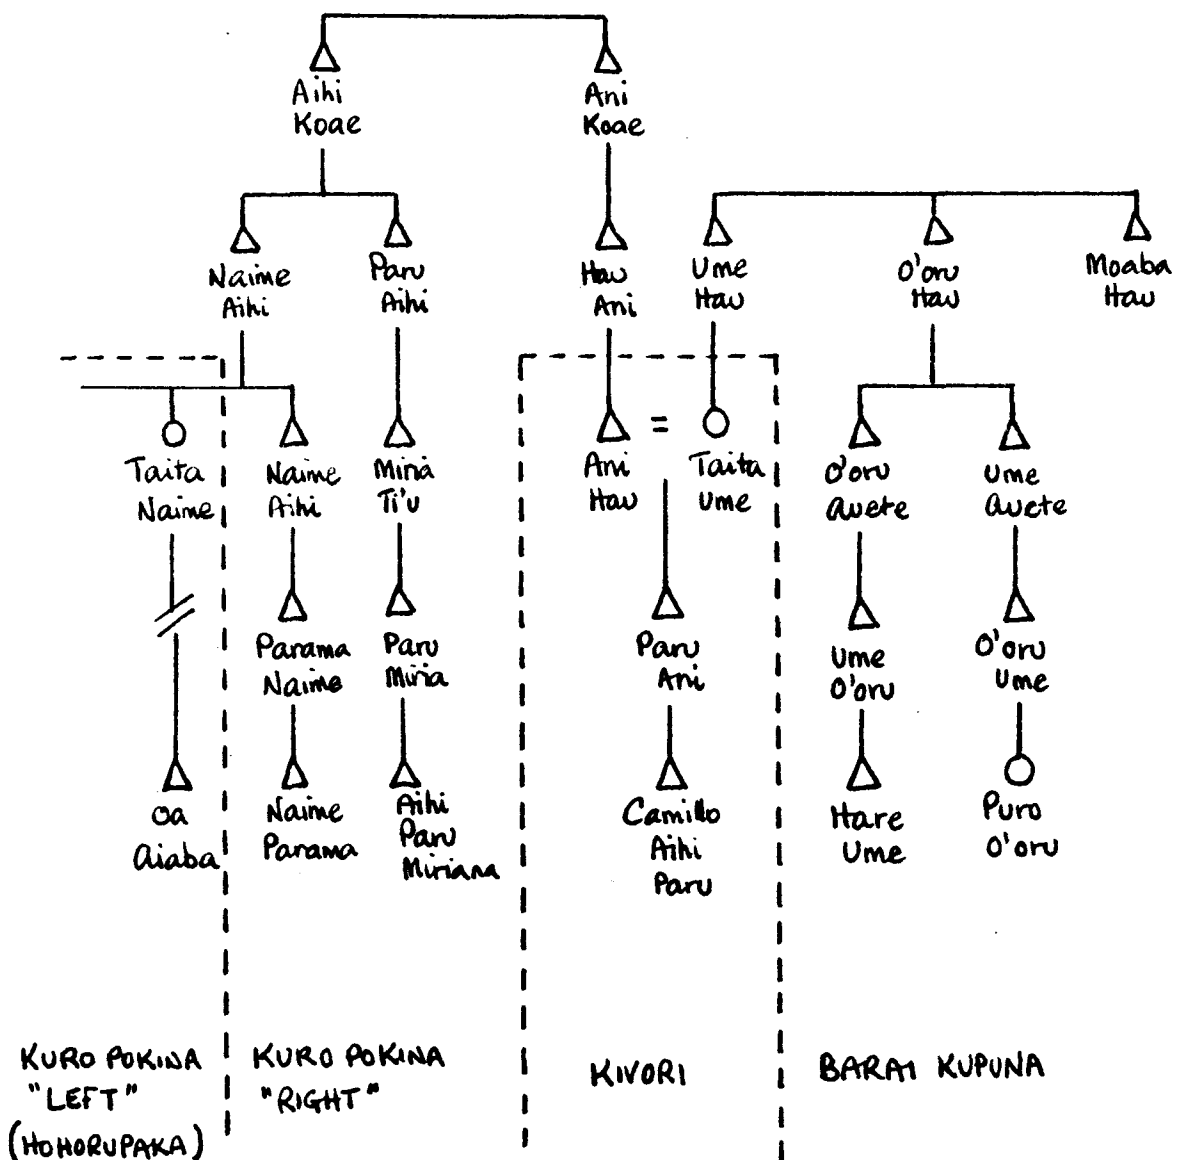 Aihi
Koae
Ani
Koae
Naime
Aihi
Paru
Aihi
Hau
Ani
Ume
Hau
O'oru
Hau
Moaba
Hau
Taita
Naime
Naime
Aihi
Miria
Ti'u
Ani
Hau
=
Taita
Ume
O'oru
Avete
Ume
Avete
Parama
Naime
Paru
Miria
Paru
Ani
Ume
O'oru
O'oru
Ume
Oa
Aiaba
Naime
Parama
Aihi
Paru
Miriana
Camillo
Aihi
Paru
Hare
Ume
Puro
O'oru
KURO POKINA
"LEFT"
(HOHORUPAKA)
KURO POKINA
"RIGHT"
KIVORI
BARAI KUPUNA